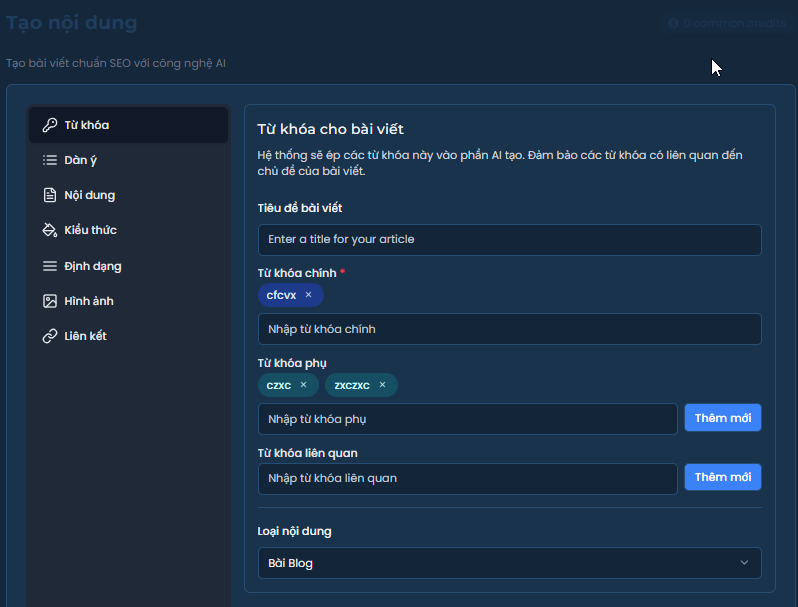 Tạo nội dung
0 common credits
Tạo bài viết chuẩn SEO với công nghệ AI
Từ khóa
Dàn ý
Nội dung
Kiểu thức
Định dạng
Hình ảnh
Liên kết
Từ khóa cho bài viết
Hệ thống sẽ ép các từ khóa này vào phần AI tạo. Đảm bảo các từ khóa có liên quan đến
chủ đề của bài viết.
Tiêu đề bài viết
Enter a title for your article
Từ khóa chính *
cfcvx ×
Nhập từ khóa chính
Từ khóa phụ
czxc × zxczxc ×
Nhập từ khóa phụ
Thêm mới
Từ khóa liên quan
Nhập từ khóa liên quan
Thêm mới
Loại nội dung
Bài Blog